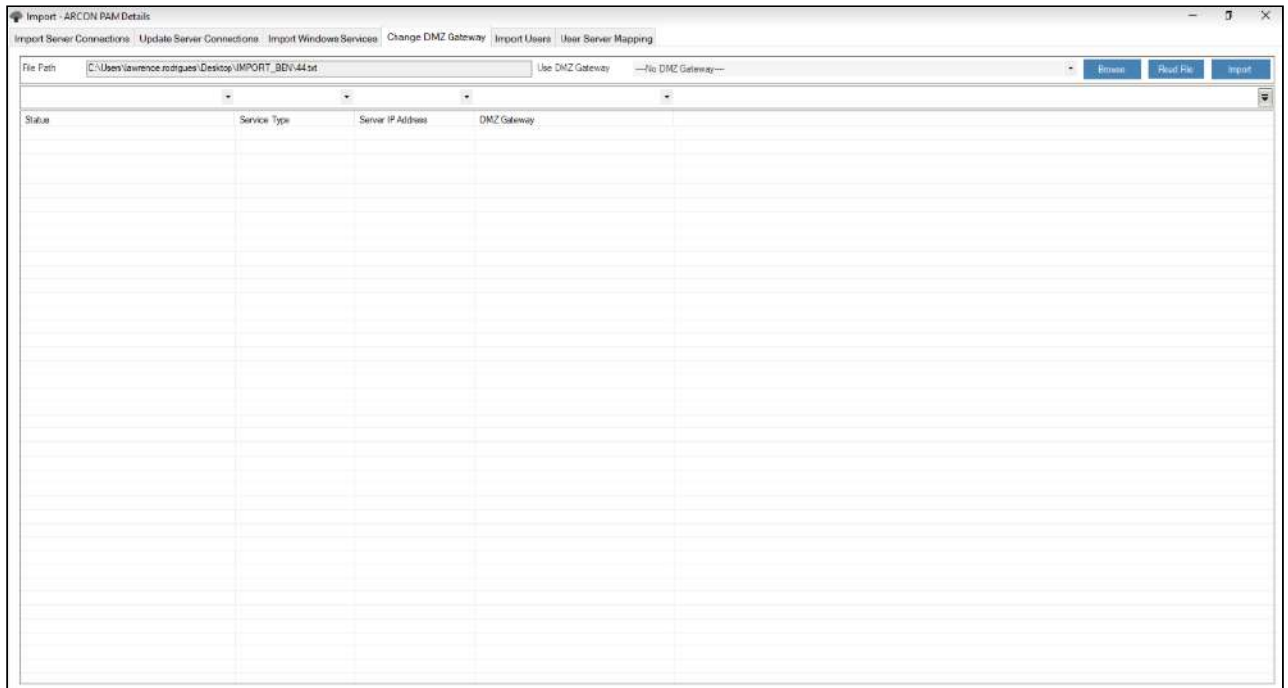 Import - ARCON PAM Details
Import Server Connections Update Server Connections Import Windows Services Change DMZ Gateway Import Users User Server Mapping
File Path C:\Users\lawrence.rodrigues\Desktop\IMPORT_BEN\44.txt Use DMZ Gateway ---No DMZ Gateway--- Browse Read File Import
Status Service Type Server IP Address DMZ Gateway